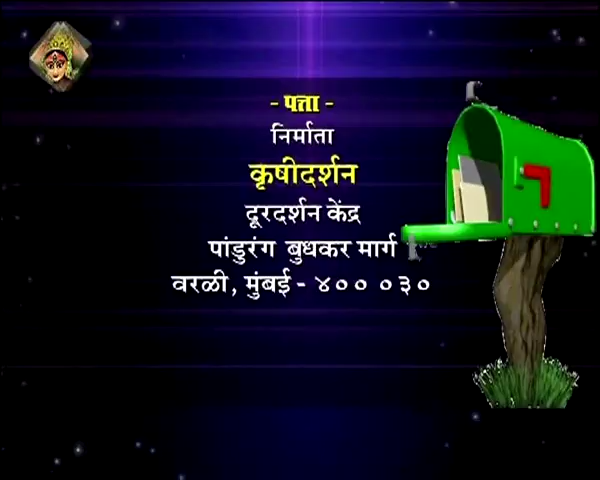 - पत्ता -
निर्माता
कृषीदर्शन
दूरदर्शन केंद्र
पांडुरंग बुधकर मार्ग
वरळी, मुंबई - ४०० ०३०